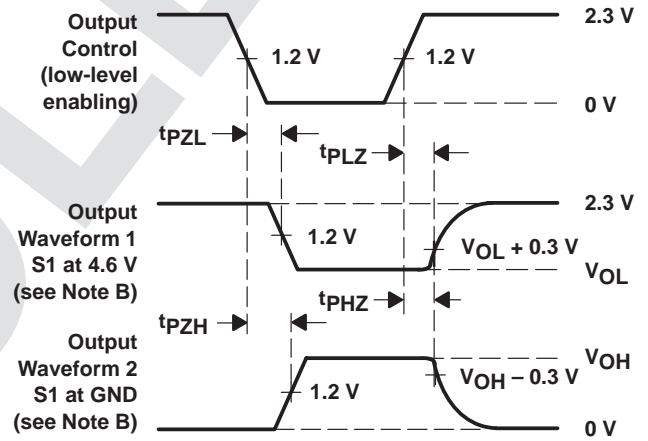 Output
Control
(low-level
enabling)
2.3 V
1.2 V
1.2 V
0 V
tPZL
tPLZ
Output
Waveform 1
S1 at 4.6 V
(see Note B)
2.3 V
1.2 V
VOL + 0.3 V
VOL
tPZH
tPHZ
Output
Waveform 2
S1 at GND
(see Note B)
VOH
VOH – 0.3 V
1.2 V
0 V